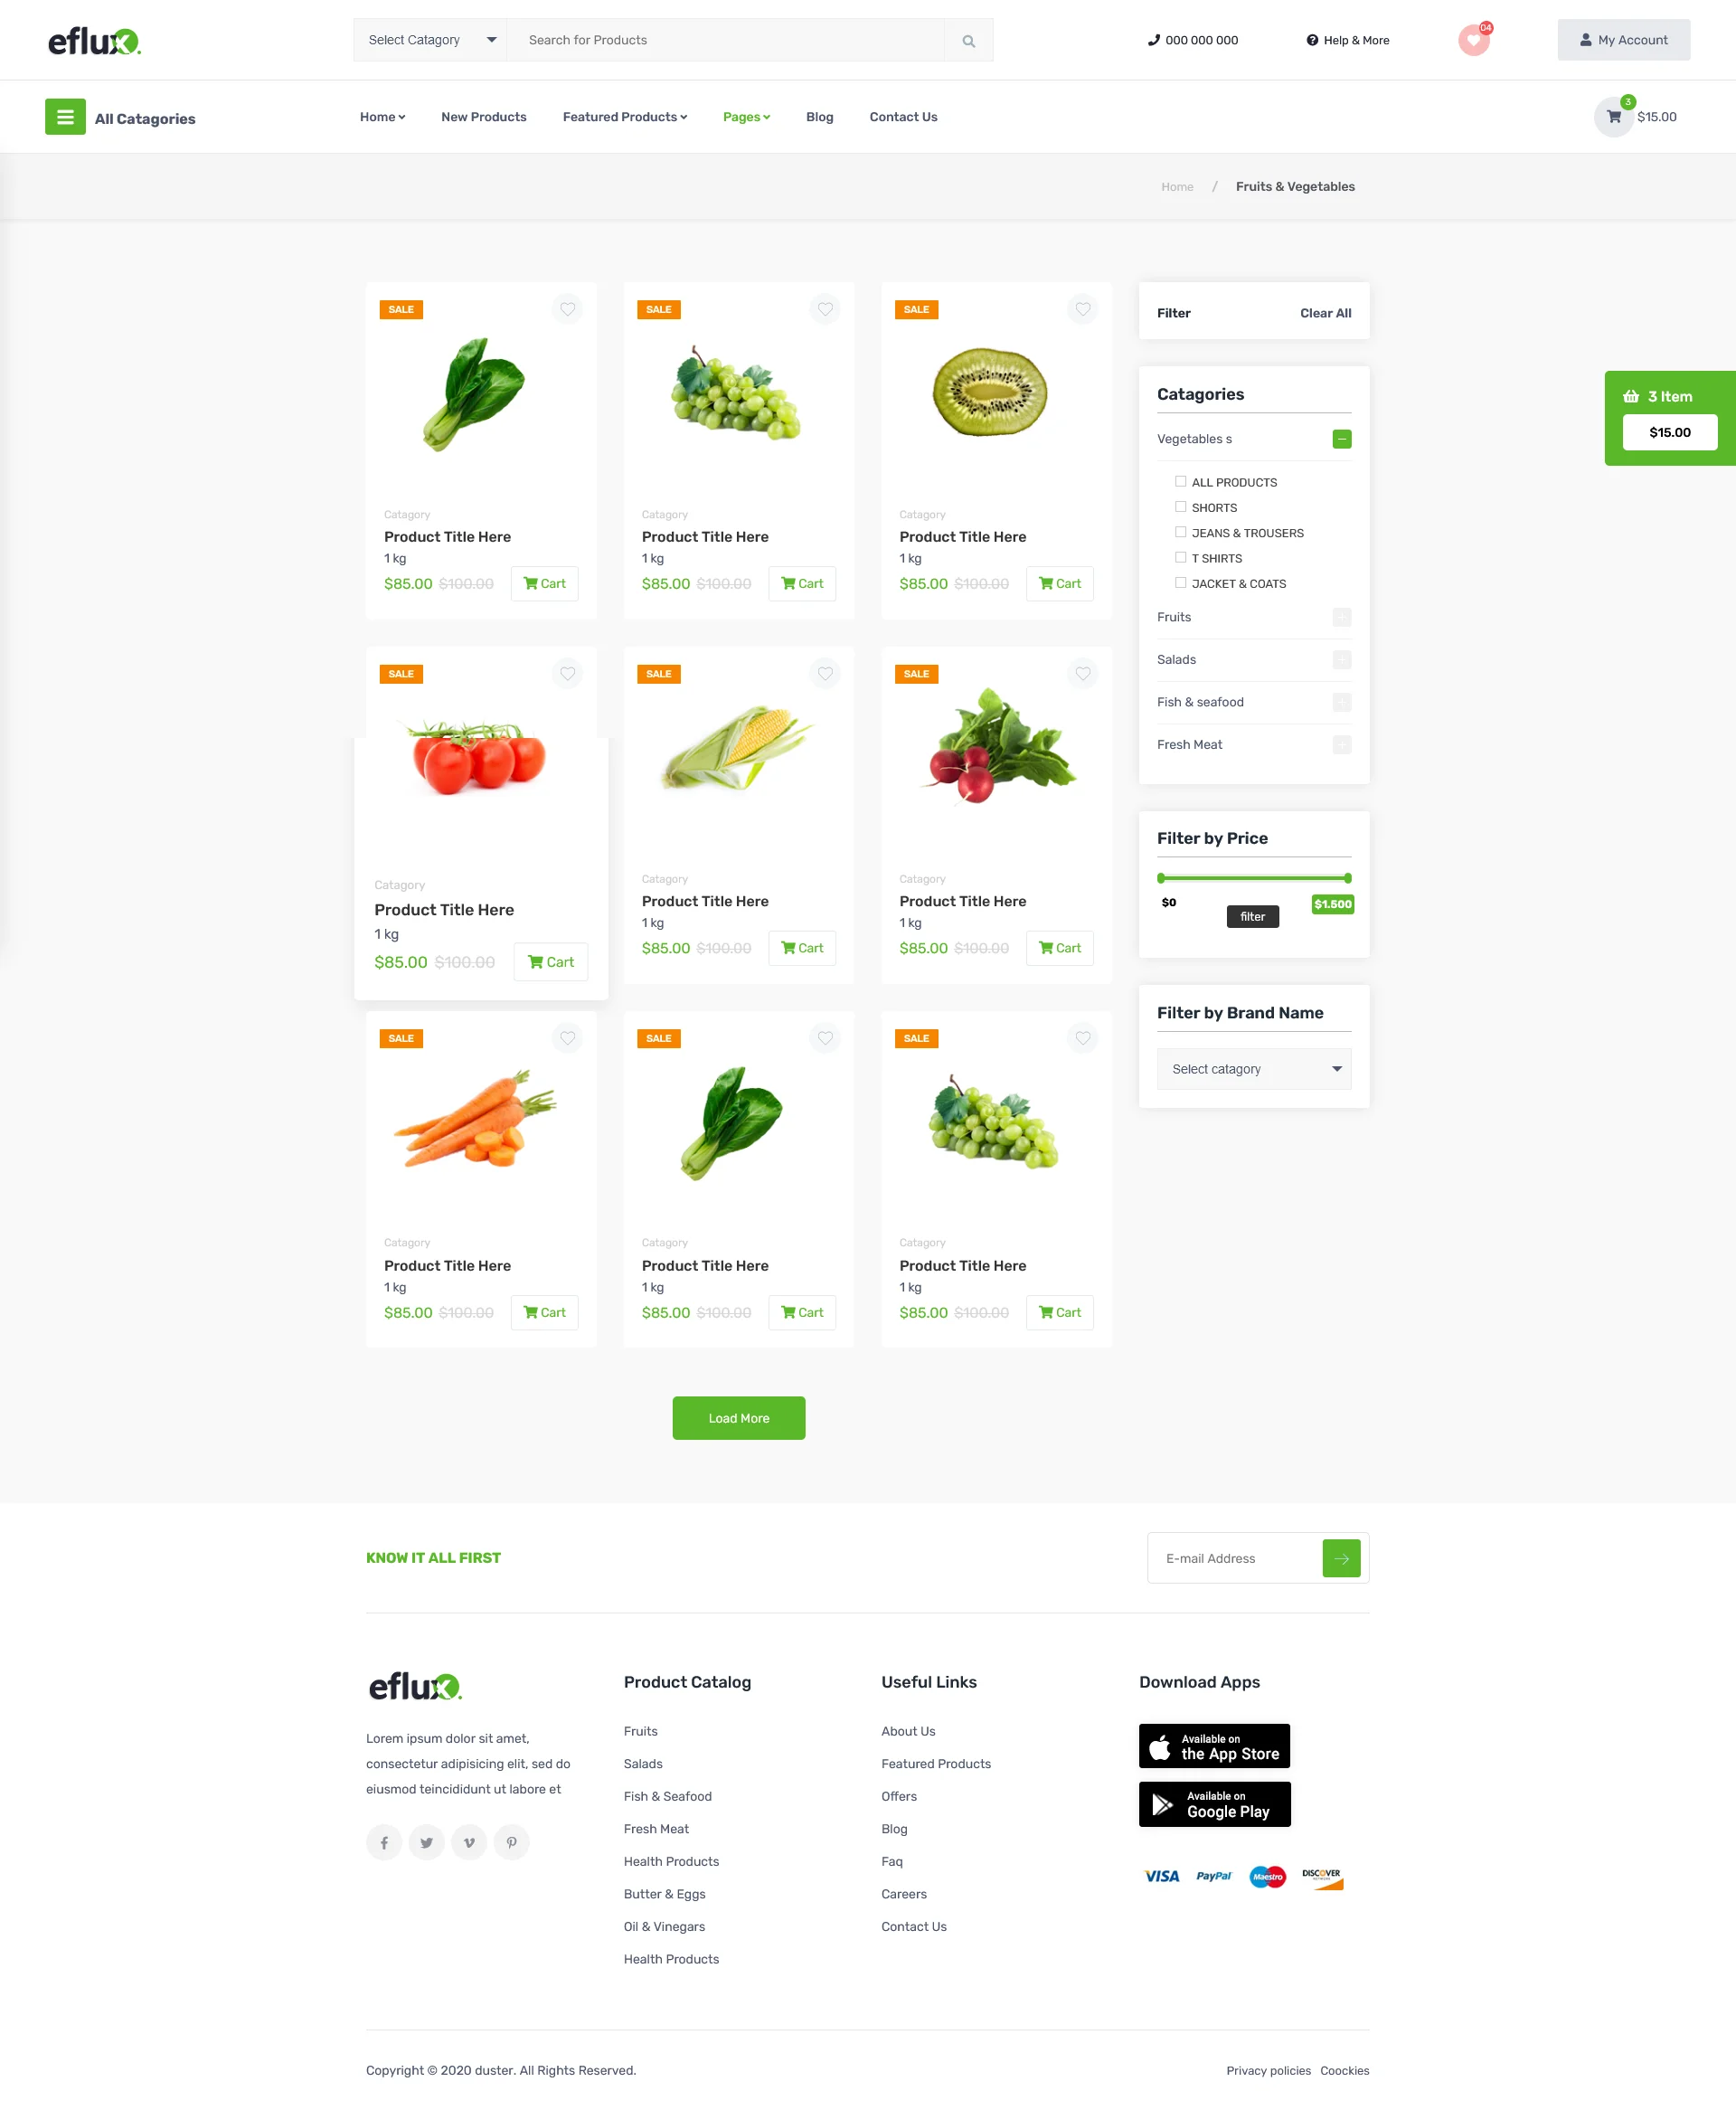 eflux.
Select Catagory
Search for Products
000 000 000
Help & More
04
My Account
All Catagories
Home
New Products
Featured Products
Pages
Blog
Contact Us
3
$15.00
Home / Fruits & Vegetables
SALE
Catagory
Product Title Here
1 kg
$85.00 $100.00 Cart
SALE
Catagory
Product Title Here
1 kg
$85.00 $100.00 Cart
SALE
Catagory
Product Title Here
1 kg
$85.00 $100.00 Cart
SALE
Catagory
Product Title Here
1 kg
$85.00 $100.00 Cart
SALE
Catagory
Product Title Here
1 kg
$85.00 $100.00 Cart
SALE
Catagory
Product Title Here
1 kg
$85.00 $100.00 Cart
SALE
Catagory
Product Title Here
1 kg
$85.00 $100.00 Cart
SALE
Catagory
Product Title Here
1 kg
$85.00 $100.00 Cart
SALE
Catagory
Product Title Here
1 kg
$85.00 $100.00 Cart
Load More
Filter
Clear All
Catagories
Vegetables s
ALL PRODUCTS
SHORTS
JEANS & TROUSERS
T SHIRTS
JACKET & COATS
Fruits
Salads
Fish & seafood
Fresh Meat
Filter by Price
$0
$1.500
filter
Filter by Brand Name
Select catagory
3 Item
$15.00
KNOW IT ALL FIRST
E-mail Address
eflux.
Lorem ipsum dolor sit amet,
consectetur adipisicing elit, sed do
eiusmod teincididunt ut labore et
Product Catalog
Fruits
Salads
Fish & Seafood
Fresh Meat
Health Products
Butter & Eggs
Oil & Vinegars
Health Products
Useful Links
About Us
Featured Products
Offers
Blog
Faq
Careers
Contact Us
Download Apps
Available on
the App Store
Available on
Google Play
VISA
PayPal
Maestro
DISCOVER
NETWORK
Copyright © 2020 duster. All Rights Reserved.
Privacy policies
Coockies